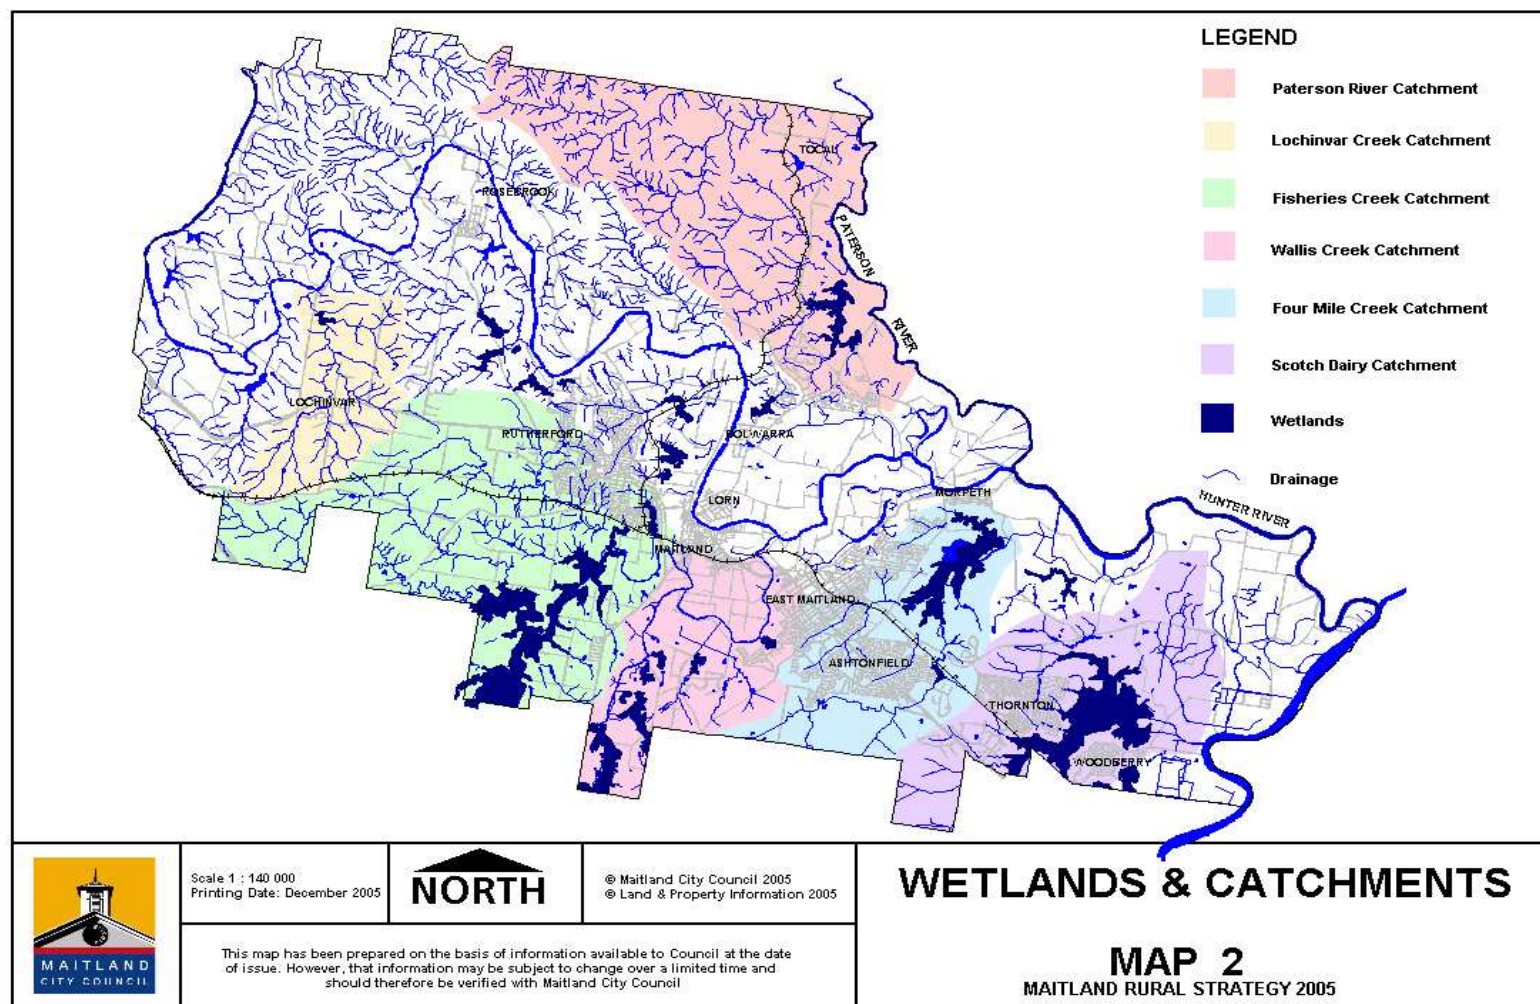 LEGEND
Paterson River Catchment
Lochinvar Creek Catchment
Fisheries Creek Catchment
Wallis Creek Catchment
Four Mile Creek Catchment
Scotch Dairy Catchment
Wetlands
Drainage
TOCAL
ROSEBROOK
PATERSON
RIVER
LOCHINVAR
RUTHERFORD
BOLWARRA
LORN
MORPETH
HUNTER RIVER
MAITLAND
EAST MAITLAND
ASHTONFIELD
THORNTON
WOODBERRY
MAITLAND
CITY COUNCIL
Scale 1 : 140 000
Printing Date: December 2005
NORTH
© Maitland City Council 2005
© Land & Property Information 2005
This map has been prepared on the basis of information available to Council at the date
of issue. However, that information may be subject to change over a limited time and
should therefore be verified with Maitland City Council
WETLANDS & CATCHMENTS
MAP 2
MAITLAND RURAL STRATEGY 2005